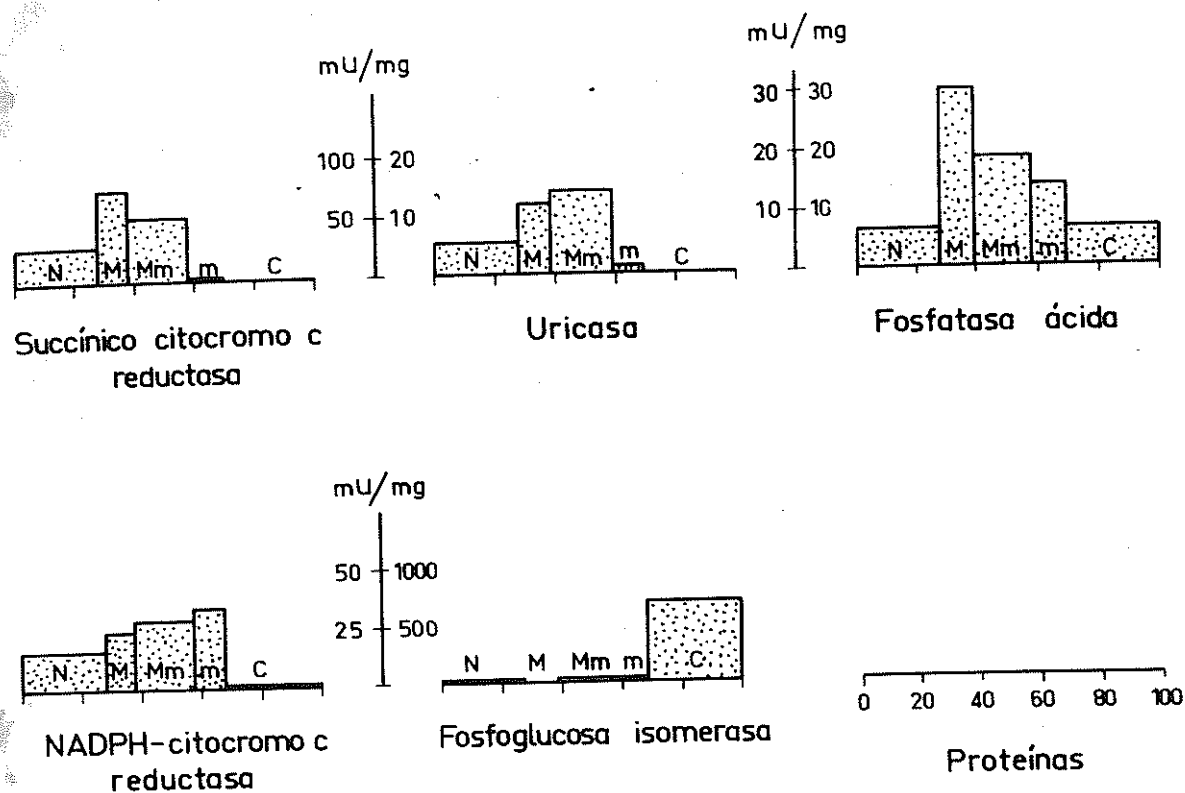 mU/mg
100 20
50 10
N M Mm m C
Succínico citocromo c
reductasa
N M Mm m C
Uricasa
mU/mg
30 30
20 20
10 10
N M Mm m C
Fosfatasa ácida
mU/mg
50 1000
25 500
N M Mm m C
NADPH-citocromo c
reductasa
N M Mm m C
Fosfoglucosa isomerasa
0 20 40 60 80 100
Proteínas